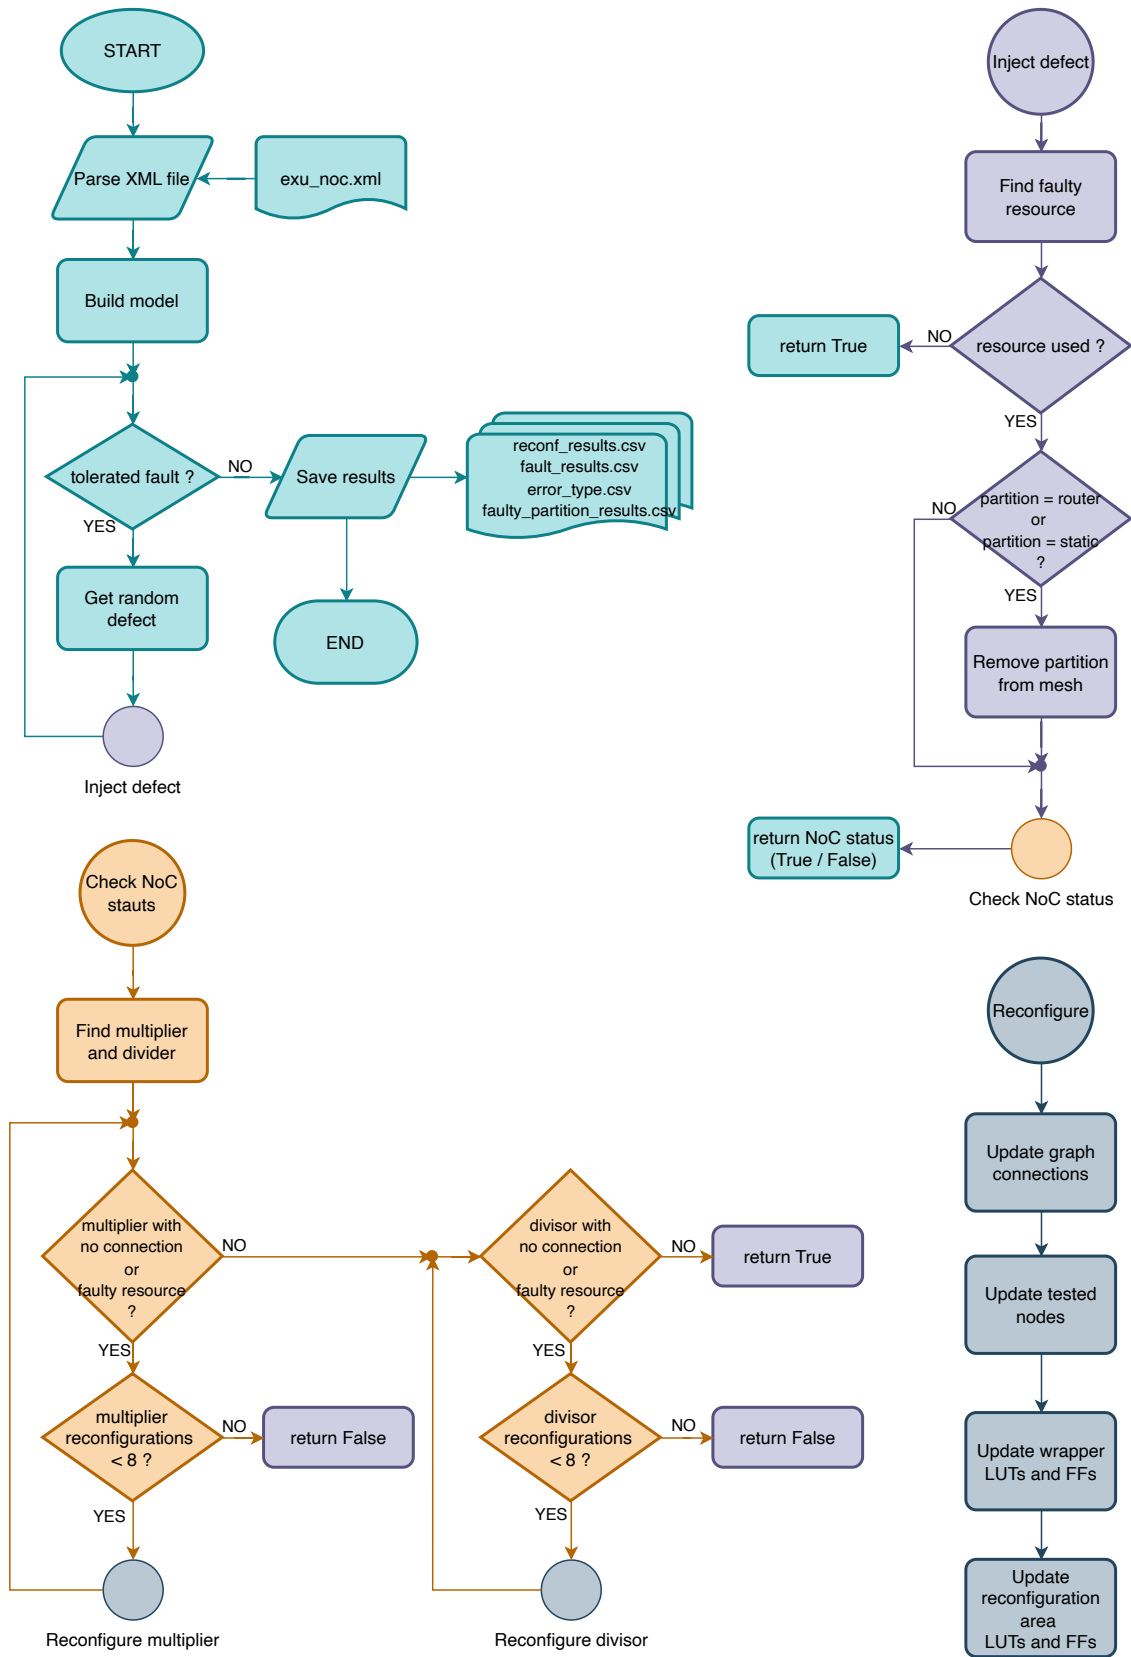 START
Parse XML file
exu_noc.xml
Build model
tolerated fault ?
NO
YES
Save results
reconf_results.csv
fault_results.csv
error_type.csv
faulty_partition_results.csv
Get random
defect
END
Inject defect
Inject defect
Find faulty
resource
resource used ?
NO
return True
YES
partition = router
or
partition = static
?
NO
YES
Remove partition
from mesh
return NoC status
(True / False)
Check NoC status
Check NoC
stauts
Find multiplier
and divider
multiplier with
no connection
or
faulty resource
?
NO
YES
multiplier
reconfigurations
< 8 ?
NO
return False
YES
Reconfigure multiplier
divisor with
no connection
or
faulty resource
?
NO
return True
YES
divisor
reconfigurations
< 8 ?
NO
return False
YES
Reconfigure divisor
Reconfigure
Update graph
connections
Update tested
nodes
Update wrapper
LUTs and FFs
Update
reconfiguration
area
LUTs and FFs